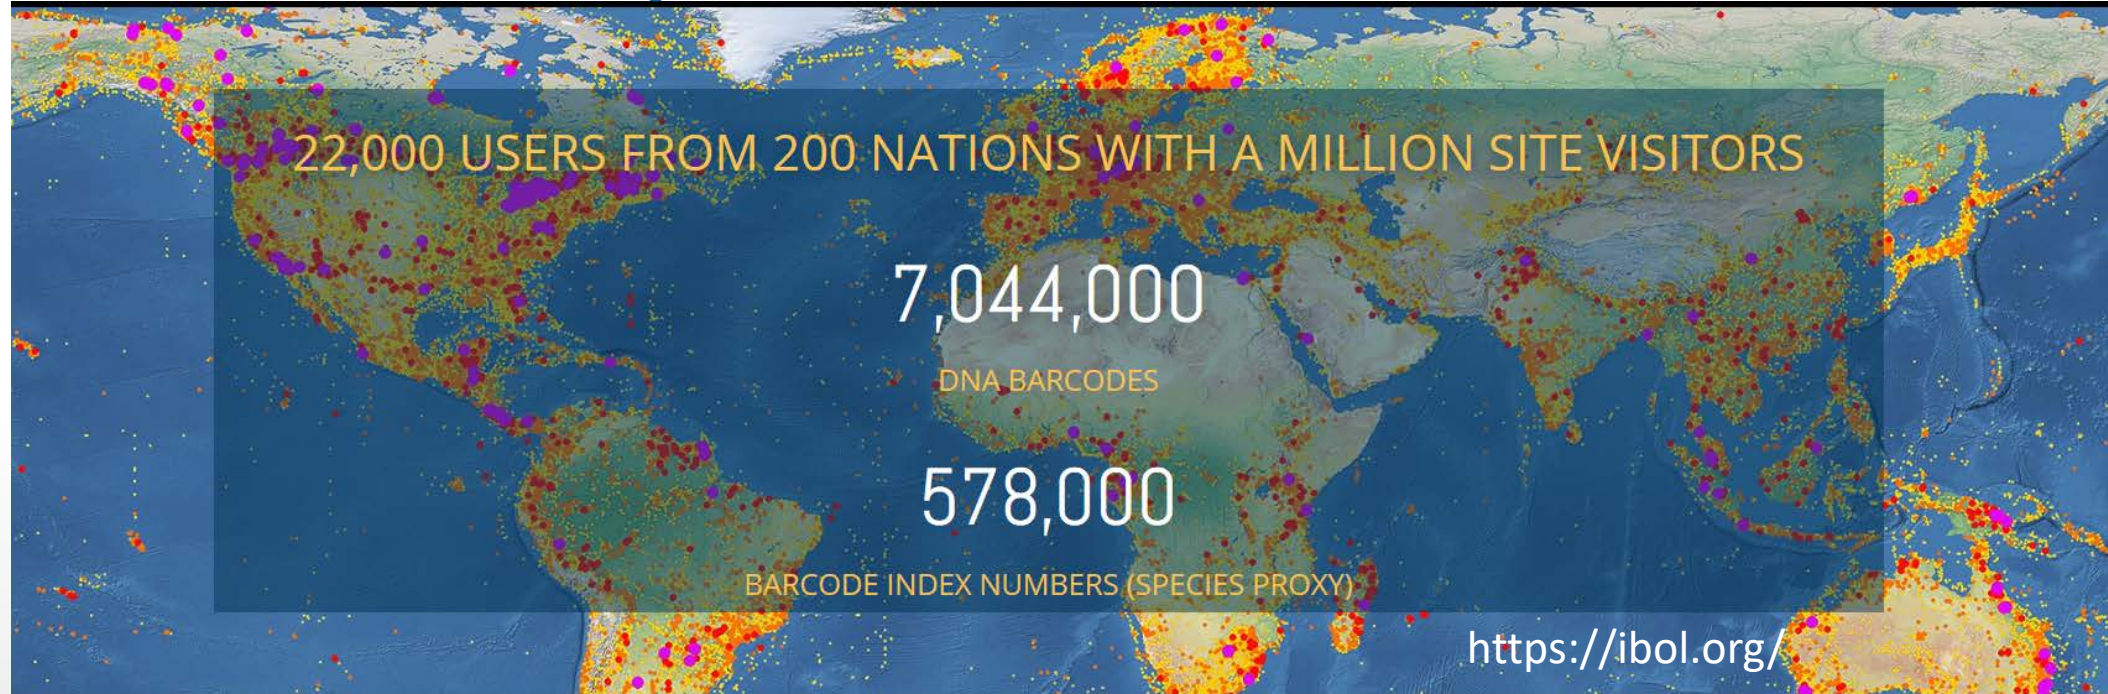 22,000 USERS FROM 200 NATIONS WITH A MILLION SITE VISITORS
7,044,000
DNA BARCODES
578,000
BARCODE INDEX NUMBERS (SPECIES PROXY)
https://ibol.org/